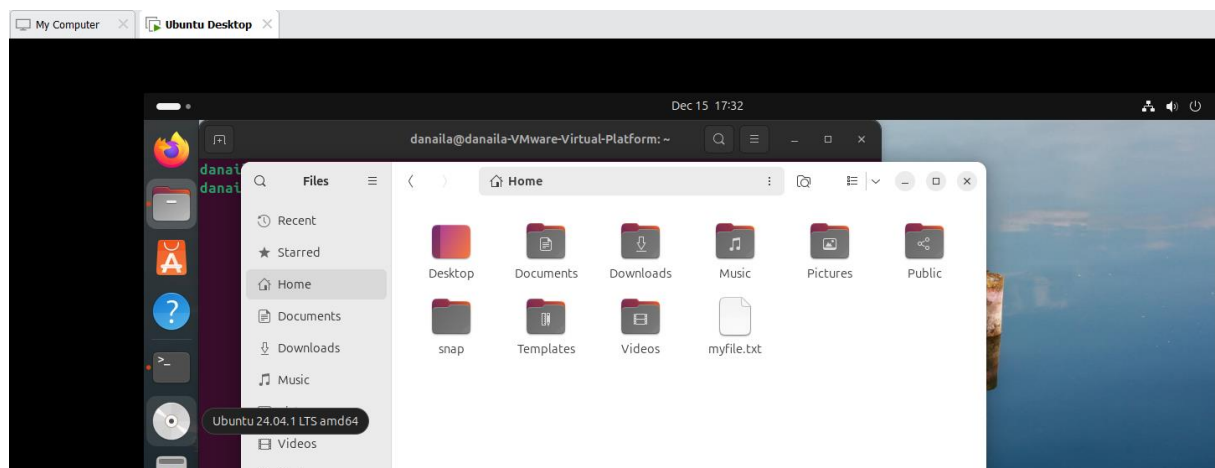 My Computer
Ubuntu Desktop
Dec 15 17:32
danaila@danaila-VMware-Virtual-Platform: ~
danai
danai
Files
Home
Recent
Starred
Home
Documents
Downloads
Music
Videos
Desktop
Documents
Downloads
Music
Pictures
Public
snap
Templates
Videos
myfile.txt
Ubuntu 24.04.1 LTS amd64